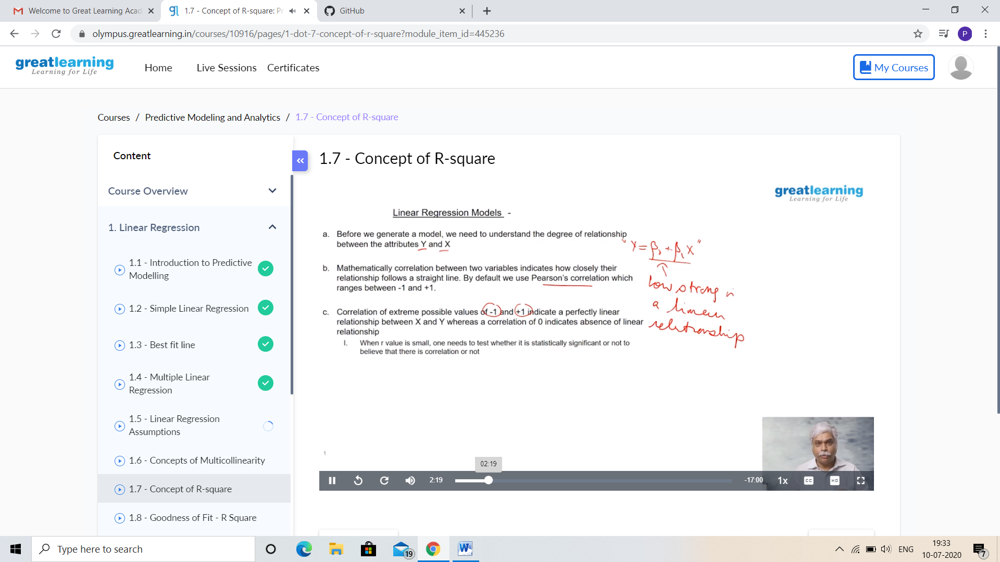 Welcome to Great Learning Acad
1.7 - Concept of R-square: Pr
GitHub
olympus.greatlearning.in/courses/10916/pages/1-dot-7-concept-of-r-square?module_item_id=445236
P
greatlearning
Learning for Life
Home
Live Sessions
Certificates
My Courses
Courses / Predictive Modeling and Analytics / 1.7 - Concept of R-square
Content
Course Overview
1. Linear Regression
1.1 - Introduction to Predictive
Modelling
1.2 - Simple Linear Regression
1.3 - Best fit line
1.4 - Multiple Linear
Regression
1.5 - Linear Regression
Assumptions
1.6 - Concepts of Multicollinearity
1.7 - Concept of R-square
1.8 - Goodness of Fit - R Square
«
1.7 - Concept of R-square
greatlearning
Learning for Life
Linear Regression Models -
a. Before we generate a model, we need to understand the degree of relationship
between the attributes Y and X
b. Mathematically correlation between two variables indicates how closely their
relationship follows a straight line. By default we use Pearson's correlation which
ranges between -1 and +1.
c. Correlation of extreme possible values of -1 and +1 indicate a perfectly linear
relationship between X and Y whereas a correlation of 0 indicates absence of linear
relationship
I. When r value is small, one needs to test whether it is statistically significant or not to
believe that there is correlation or not
"Y = β₀ + β₁ X"
how strong is
a linear
relationship
1
02:19
2:19
-17:00
1x
CC
HD
Type here to search
19
W
ENG
19:33
10-07-2020
7